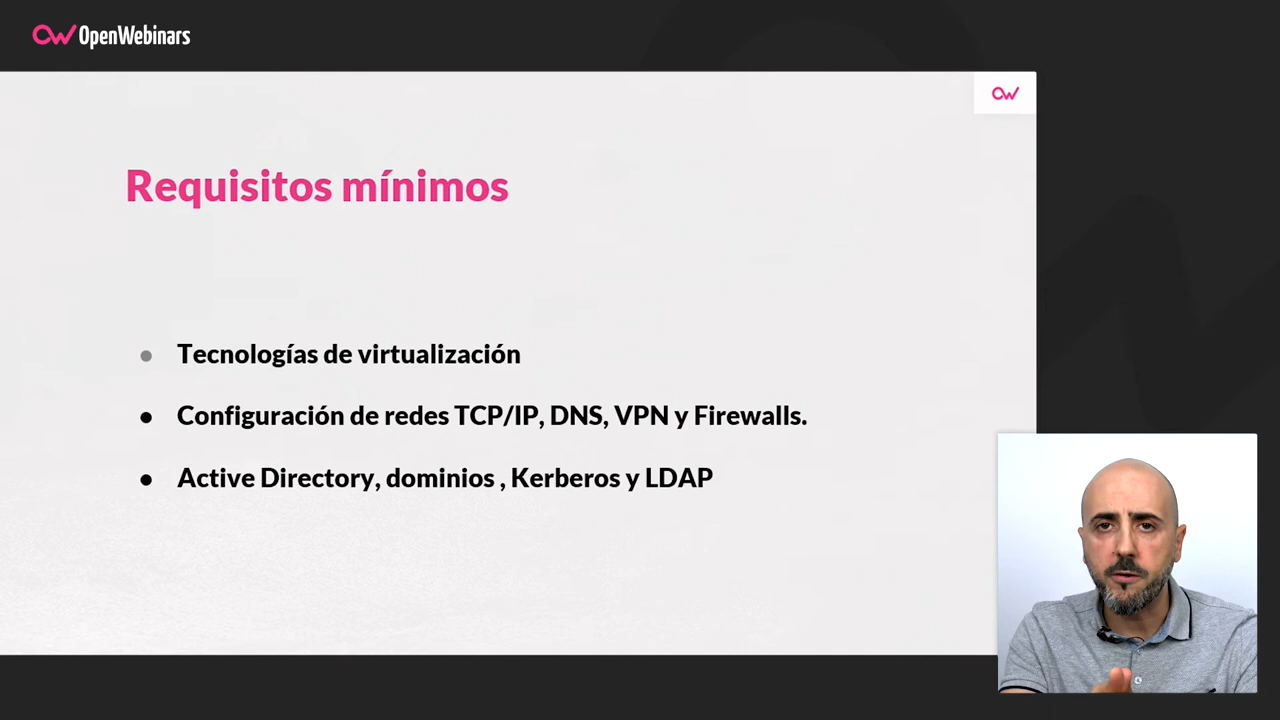 OpenWebinars
Requisitos mínimos
Tecnologías de virtualización
Configuración de redes TCP/IP, DNS, VPN y Firewalls.
Active Directory, dominios , Kerberos y LDAP